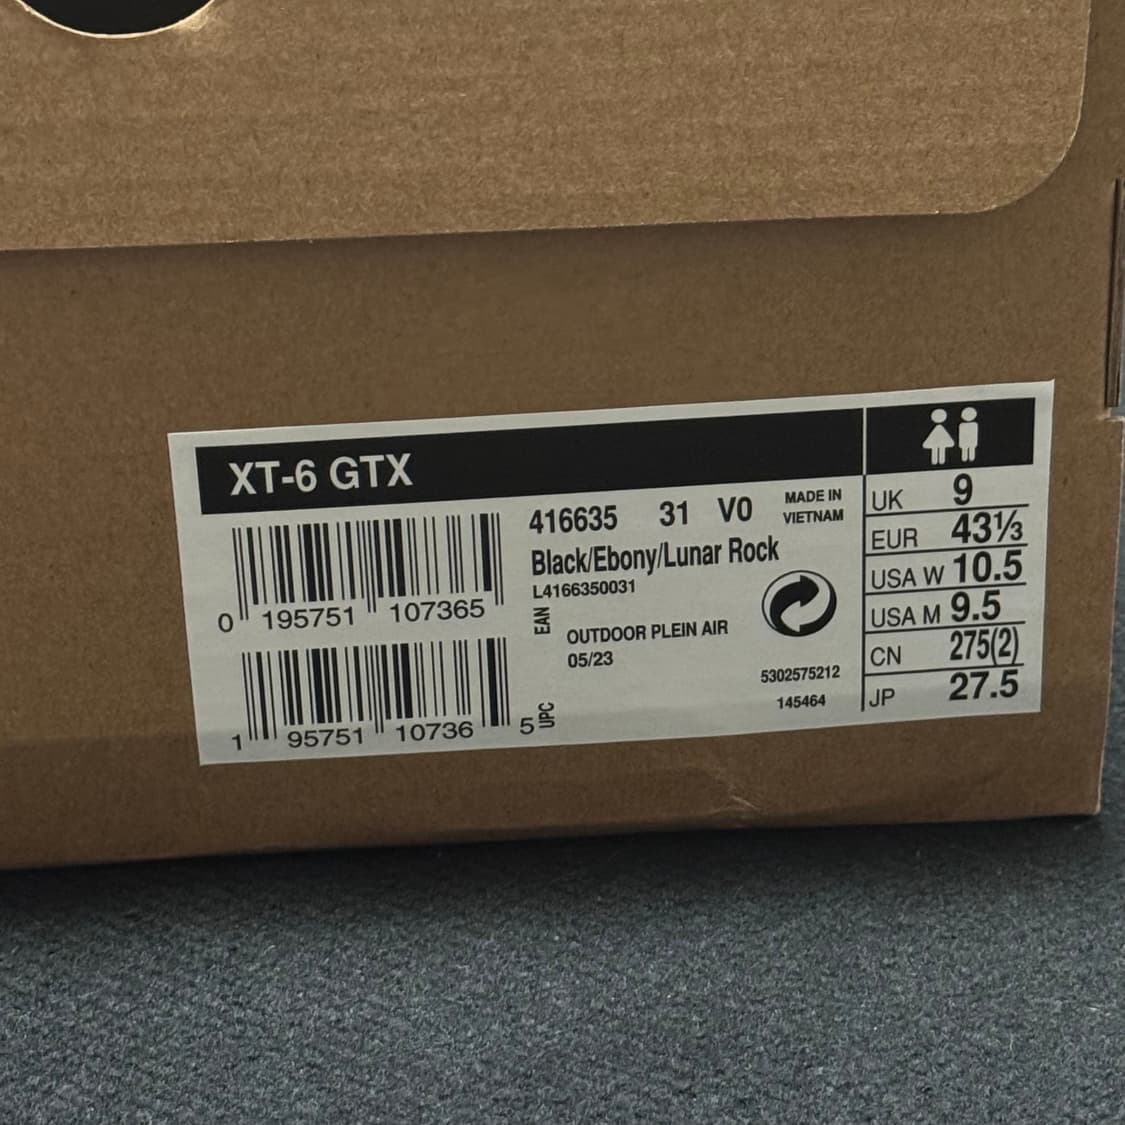 XT-6 GTX
416635 31 V0
MADE IN
VIETNAM
Black/Ebony/Lunar Rock
L4166350031
0 195751 107365
EAN
OUTDOOR PLEIN AIR
05/23
5302575212
145464
1 95751 10736 5
UPC
UK 9
EUR 43⅓
USA W 10.5
USA M 9.5
CN 275(2)
JP 27.5